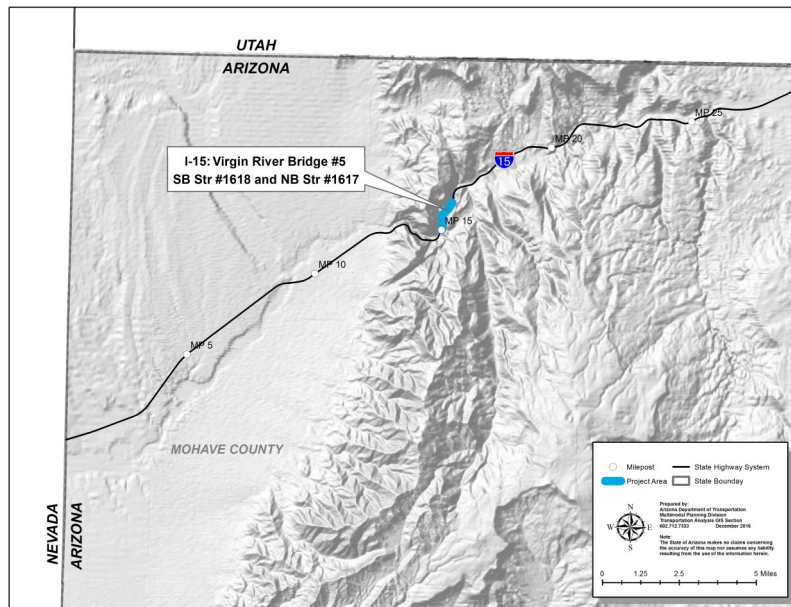 UTAH
ARIZONA
I-15: Virgin River Bridge #5
SB Str #1618 and NB Str #1617
15
MP 25
MP 20
MP 15
MP 10
MP 5
MOHAVE COUNTY
NEVADA
ARIZONA
Milepost
State Highway System
Project Area
State Bounday
N
W
E
S
Prepared by:
Arizona Department of Transportation
Multimodal Planning Division
Transportation Analysis GIS Section
602.712.7333 December 2016
Note:
The State of Arizona makes no claims concerning
the accuracy of this map nor assumes any liability
resulting from the use of the information herein.
0 1.25 2.5 5 Miles